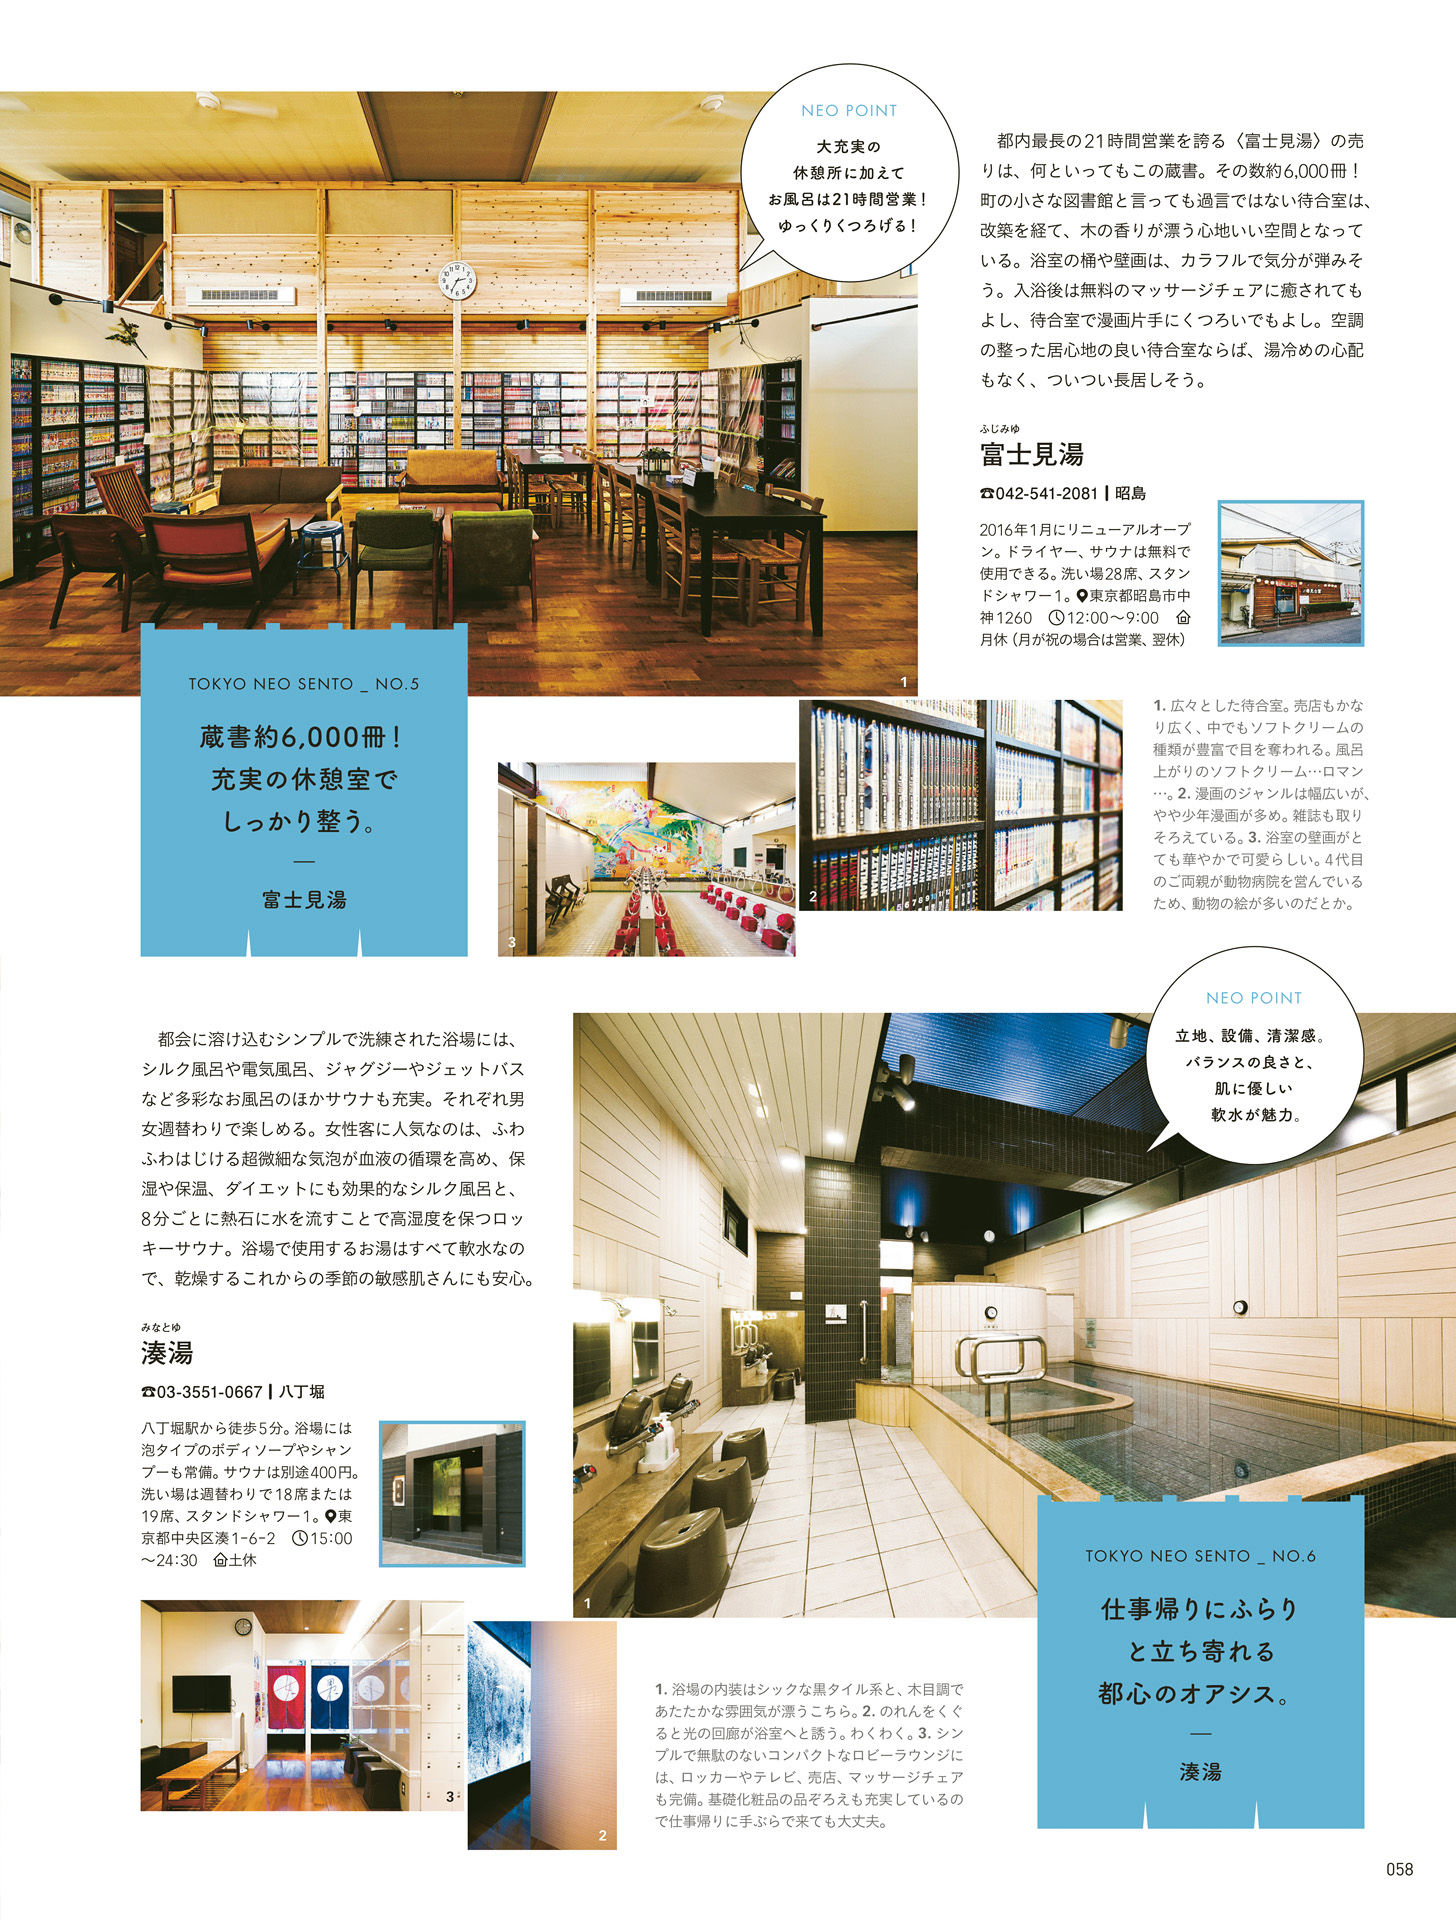 NEO POINT
大充実の
休憩所に加えて
お風呂は21時間営業！
ゆっくりくつろげる！
都内最長の21時間営業を誇る〈富士見湯〉の売
りは、何といってもこの蔵書。その数約6,000冊！
町の小さな図書館と言っても過言ではない待合室は、
改築を経て、木の香りが漂う心地いい空間となって
いる。浴室の桶や壁画は、カラフルで気分が弾みそ
う。入浴後は無料のマッサージチェアに癒されても
よし、待合室で漫画片手にくつろいでもよし。空調
の整った居心地の良い待合室ならば、湯冷めの心配
もなく、ついつい長居しそう。
ふじみゆ
富士見湯
☎042-541-2081┃昭島
2016年1月にリニューアルオープ
ン。ドライヤー、サウナは無料で
使用できる。洗い場28席、スタン
ドシャワー1。東京都昭島市中
神1260 12:00〜9:00
月休（月が祝の場合は営業、翌休）
1
TOKYO NEO SENTO _ NO.5
蔵書約6,000冊！
充実の休憩室で
しっかり整う。
—
富士見湯
3
2
1. 広々とした待合室。売店もかな
り広く、中でもソフトクリームの
種類が豊富で目を奪われる。風呂
上がりのソフトクリーム…ロマン
…。2. 漫画のジャンルは幅広いが、
やや少年漫画が多め。雑誌も取り
そろえている。3. 浴室の壁画がと
ても華やかで可愛らしい。4代目
のご両親が動物病院を営んでいる
ため、動物の絵が多いのだとか。
都会に溶け込むシンプルで洗練された浴場には、
シルク風呂や電気風呂、ジャグジーやジェットバス
など多彩なお風呂のほかサウナも充実。それぞれ男
女週替わりで楽しめる。女性客に人気なのは、ふわ
ふわはじける超微細な気泡が血液の循環を高め、保
湿や保温、ダイエットにも効果的なシルク風呂と、
8分ごとに熱石に水を流すことで高湿度を保つロッ
キーサウナ。浴場で使用するお湯はすべて軟水なの
で、乾燥するこれからの季節の敏感肌さんにも安心。
みなとゆ
湊湯
☎03-3551-0667┃八丁堀
八丁堀駅から徒歩5分。浴場には
泡タイプのボディソープやシャン
プーも常備。サウナは別途400円。
洗い場は週替わりで18席または
19席、スタンドシャワー1。東
京都中央区湊1-6-2 15:00
〜24:30 土休
NEO POINT
立地、設備、清潔感。
バランスの良さと、
肌に優しい
軟水が魅力。
1
TOKYO NEO SENTO _ NO.6
仕事帰りにふらり
と立ち寄れる
都心のオアシス。
—
湊湯
3
2
1. 浴場の内装はシックな黒タイル系と、木目調で
あたたかな雰囲気が漂うこちら。2. のれんをくぐ
ると光の回廊が浴室へと誘う。わくわく。3. シン
プルで無駄のないコンパクトなロビーラウンジに
は、ロッカーやテレビ、売店、マッサージチェア
も完備。基礎化粧品の品ぞろえも充実しているの
で仕事帰りに手ぶらで来ても大丈夫。
058